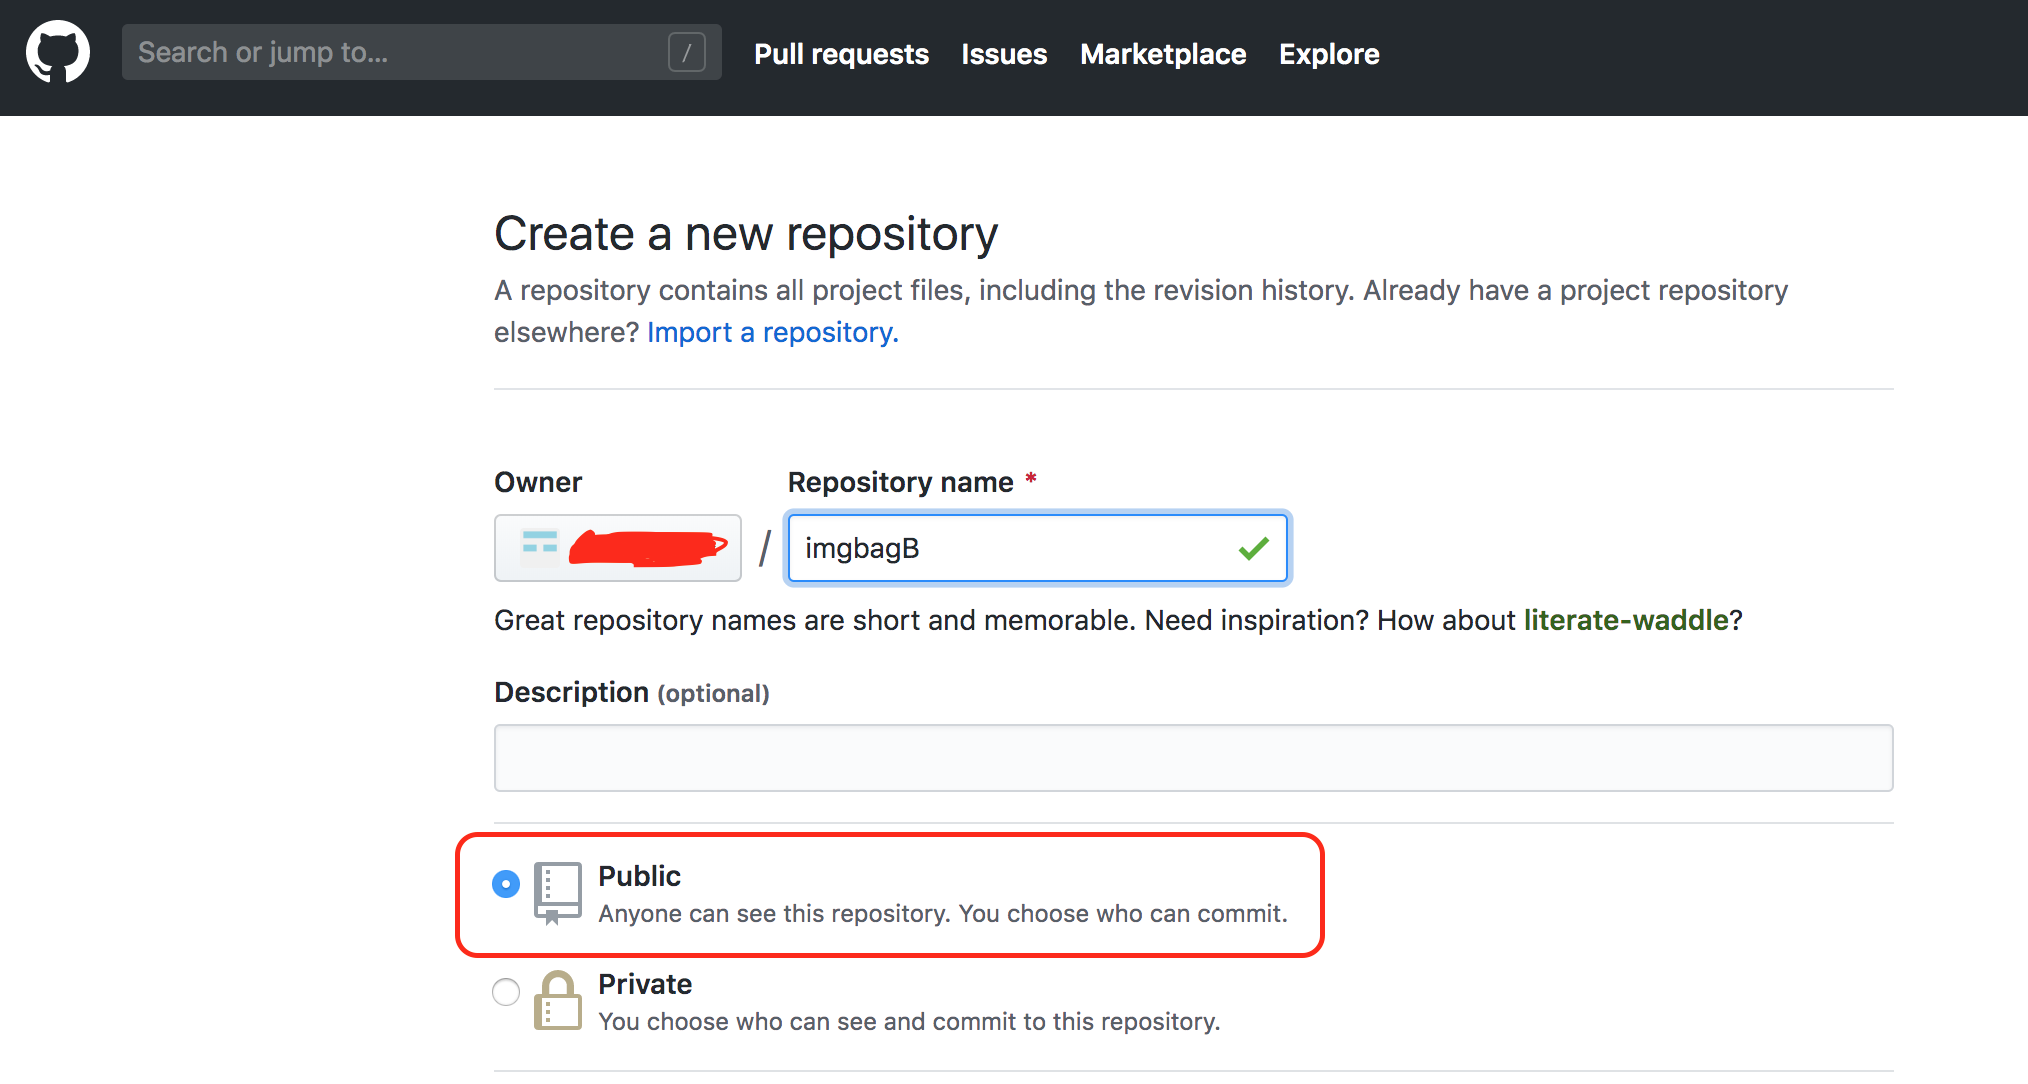 Search or jump to... /
Pull requests Issues Marketplace Explore
Create a new repository
A repository contains all project files, including the revision history. Already have a project repository
elsewhere? Import a repository.
Owner Repository name *
/ imgbagB
Great repository names are short and memorable. Need inspiration? How about literate-waddle?
Description (optional)
Public
Anyone can see this repository. You choose who can commit.
Private
You choose who can see and commit to this repository.